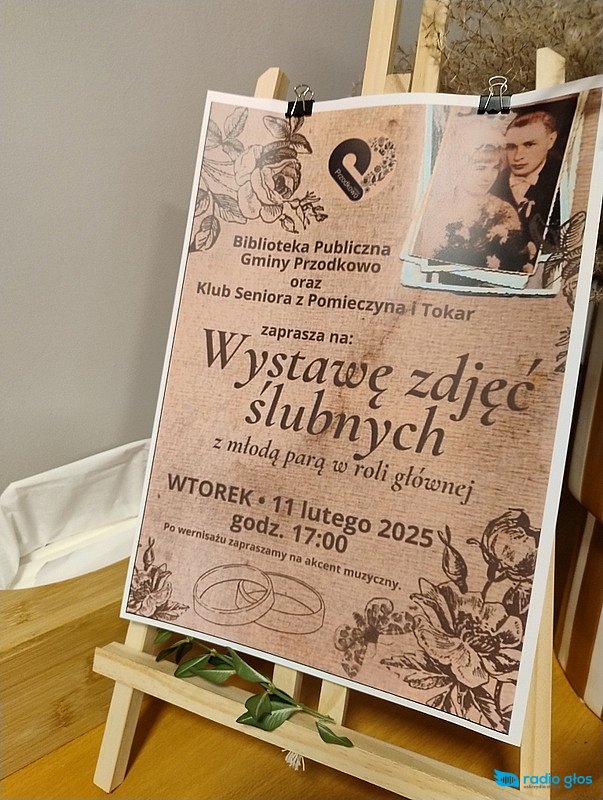 Przodkowo
Biblioteka Publiczna
Gminy Przodkowo
oraz
Klub Seniora z Pomieczyna i Tokar
zaprasza na:
Wystawę zdjęć
ślubnych
z młodą parą w roli głównej
WTOREK • 11 lutego 2025
godz. 17:00
Po wernisażu zapraszamy na akcent muzyczny.
radio głos